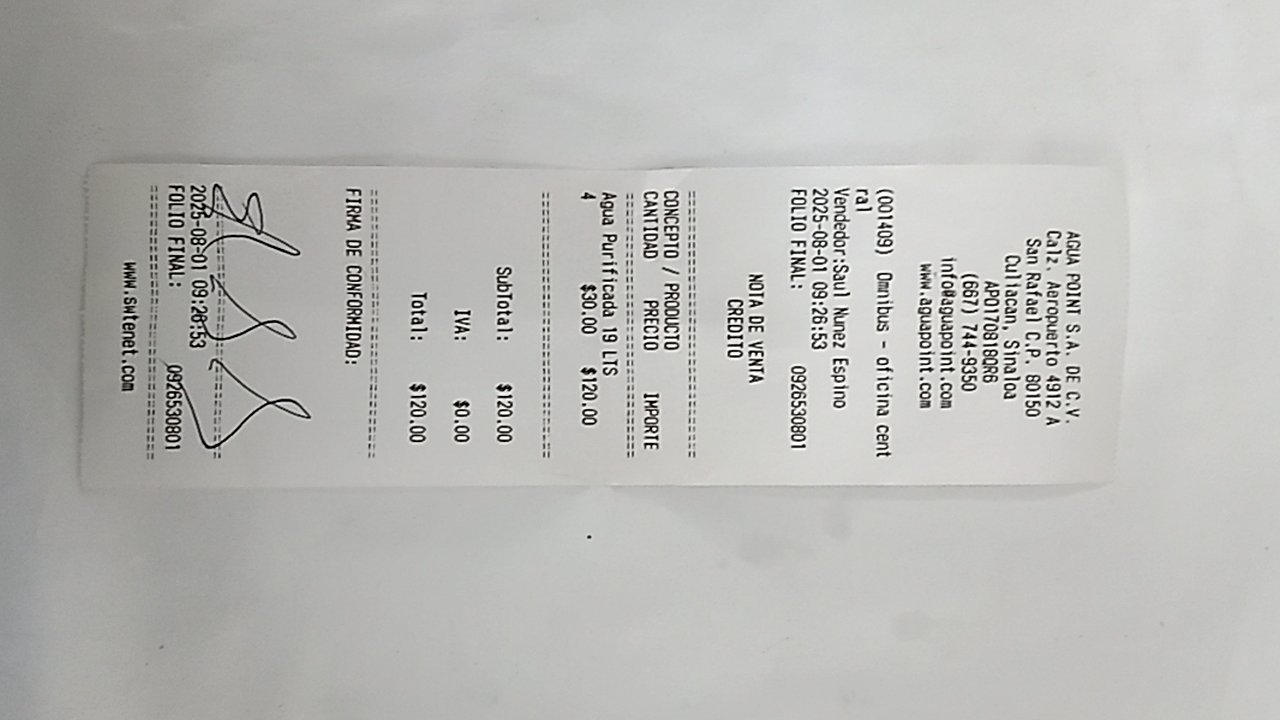 AGUA POINT S.A. DE C.V.
Calz. Aeropuerto 4912 A
San Rafael C.P. 80150
Culiacan, Sinaloa
APO170818QR6
(667) 744-9350
info@aguapoint.com
www.aguapoint.com
(001409) Omnibus - oficina cent
ral
Vendedor:Saul Nunez Espino
2025-08-01 09:26:53
FOLIO FINAL: 0926530801
NOTA DE VENTA
CREDITO
CONCEPTO / PRODUCTO
CANTIDAD PRECIO IMPORTE
Agua Purificada 19 LTS
4 $30.00 $120.00
SubTotal: $120.00
IVA: $0.00
Total: $120.00
FIRMA DE CONFORMIDAD:
2025-08-01 09:26:53
FOLIO FINAL: 0926530801
www.swtenet.com